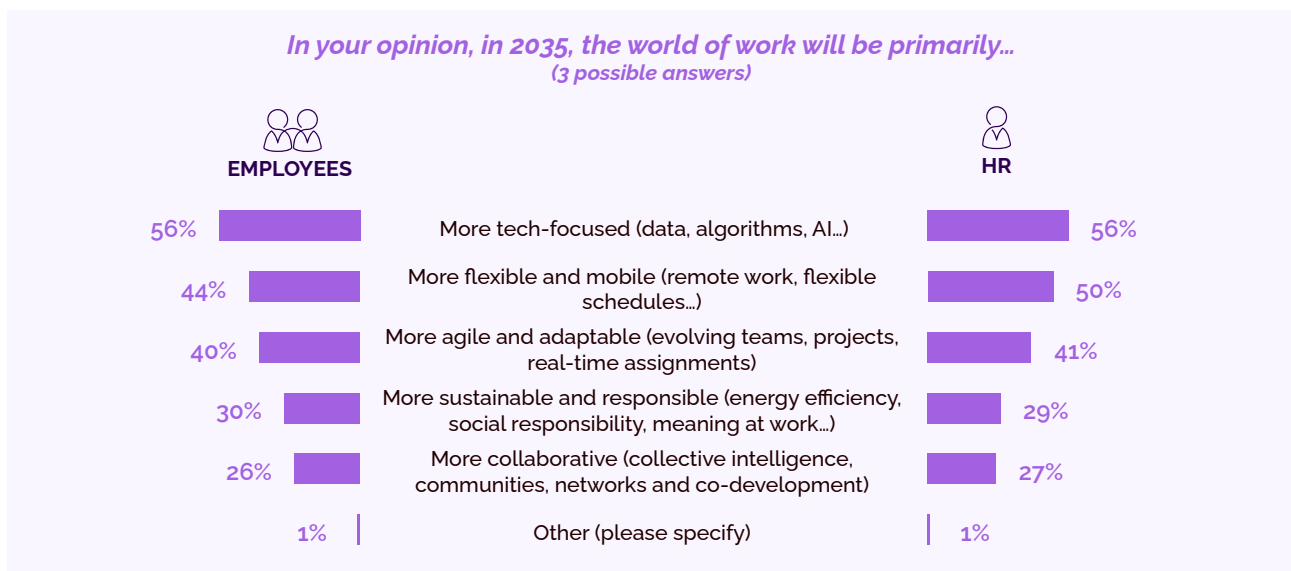 In your opinion, in 2035, the world of work will be primarily...
(3 possible answers)
EMPLOYEES
HR
56%
More tech-focused (data, algorithms, AI...)
56%
44%
More flexible and mobile (remote work, flexible
schedules...)
50%
40%
More agile and adaptable (evolving teams, projects,
real-time assignments)
41%
30%
More sustainable and responsible (energy efficiency,
social responsibility, meaning at work...)
29%
26%
More collaborative (collective intelligence,
communities, networks and co-development)
27%
1%
Other (please specify)
1%